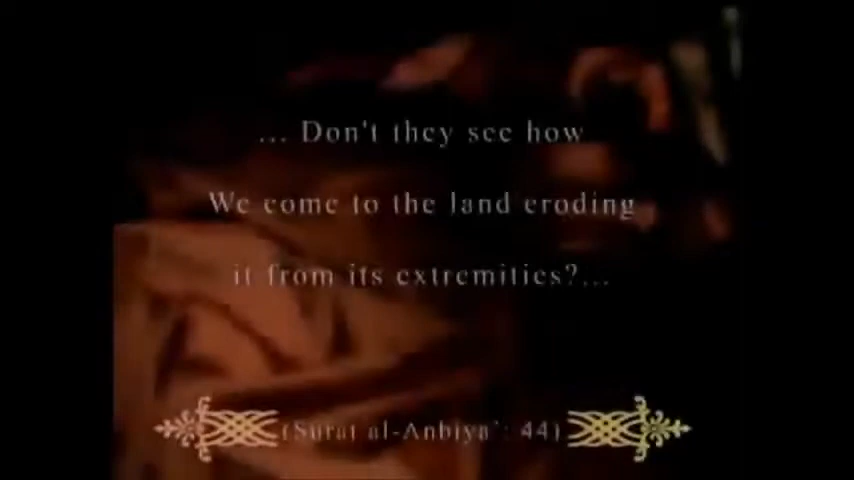 ... Don't they see how
We come to the land eroding
it from its extremities?...
(Surat al-Anbiya': 44)